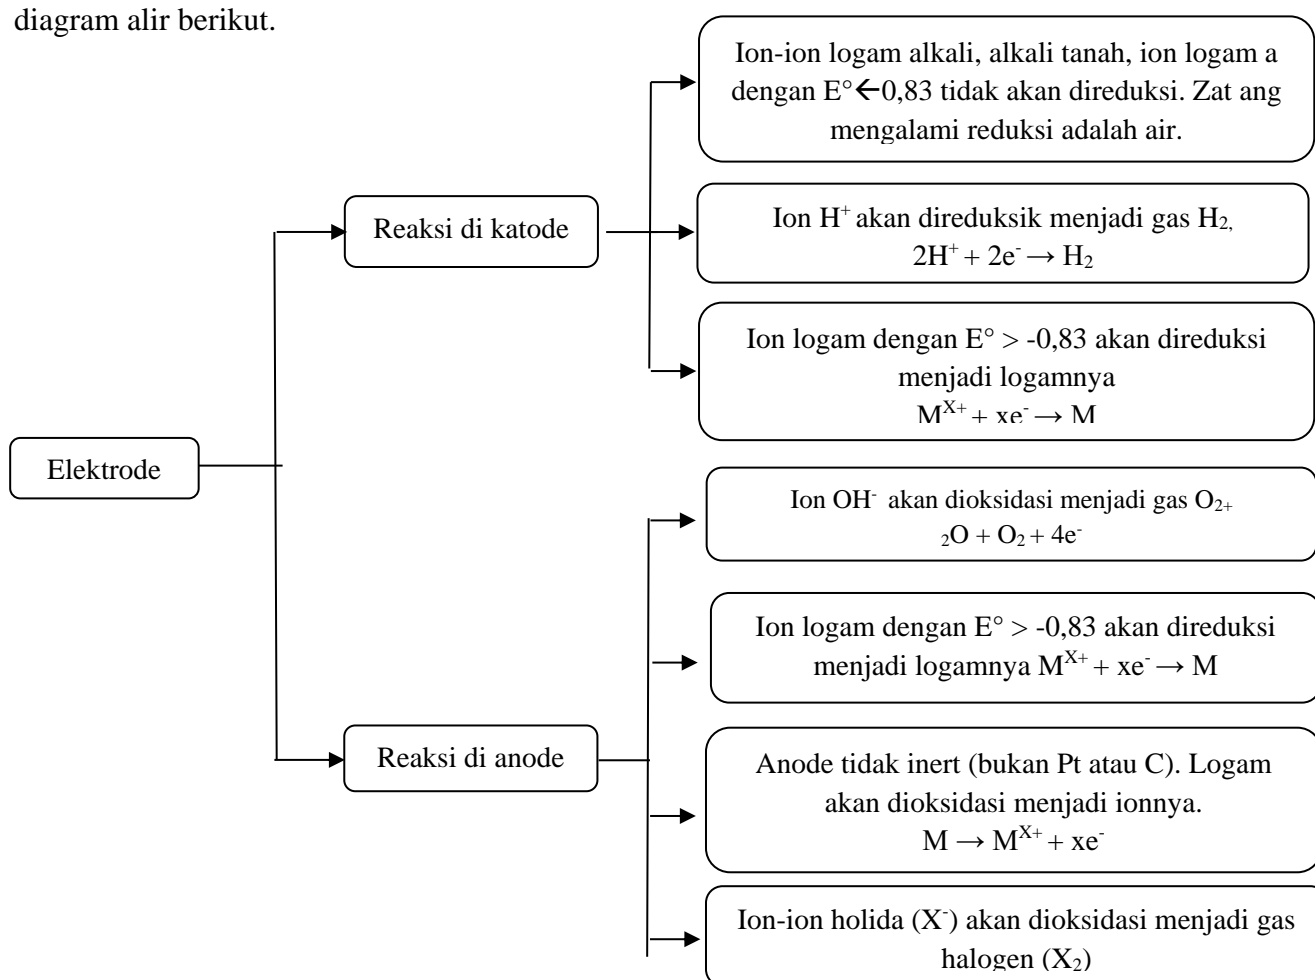 diagram alir berikut.
Ion-ion logam alkali, alkali tanah, ion logam a
dengan E°←0,83 tidak akan direduksi. Zat ang
mengalami reduksi adalah air.
Reaksi di katode
Ion H⁺ akan direduksik menjadi gas H₂,
2H⁺ + 2e⁻ → H₂
Ion logam dengan E° > -0,83 akan direduksi
menjadi logamnya
Mˣ⁺ + xe⁻ → M
Elektrode
Ion OH⁻ akan dioksidasi menjadi gas O₂₊
₂O + O₂ + 4e⁻
Ion logam dengan E° > -0,83 akan direduksi
menjadi logamnya Mˣ⁺ + xe⁻ → M
Reaksi di anode
Anode tidak inert (bukan Pt atau C). Logam
akan dioksidasi menjadi ionnya.
M → Mˣ⁺ + xe⁻
Ion-ion holida (X⁻) akan dioksidasi menjadi gas
halogen (X₂)